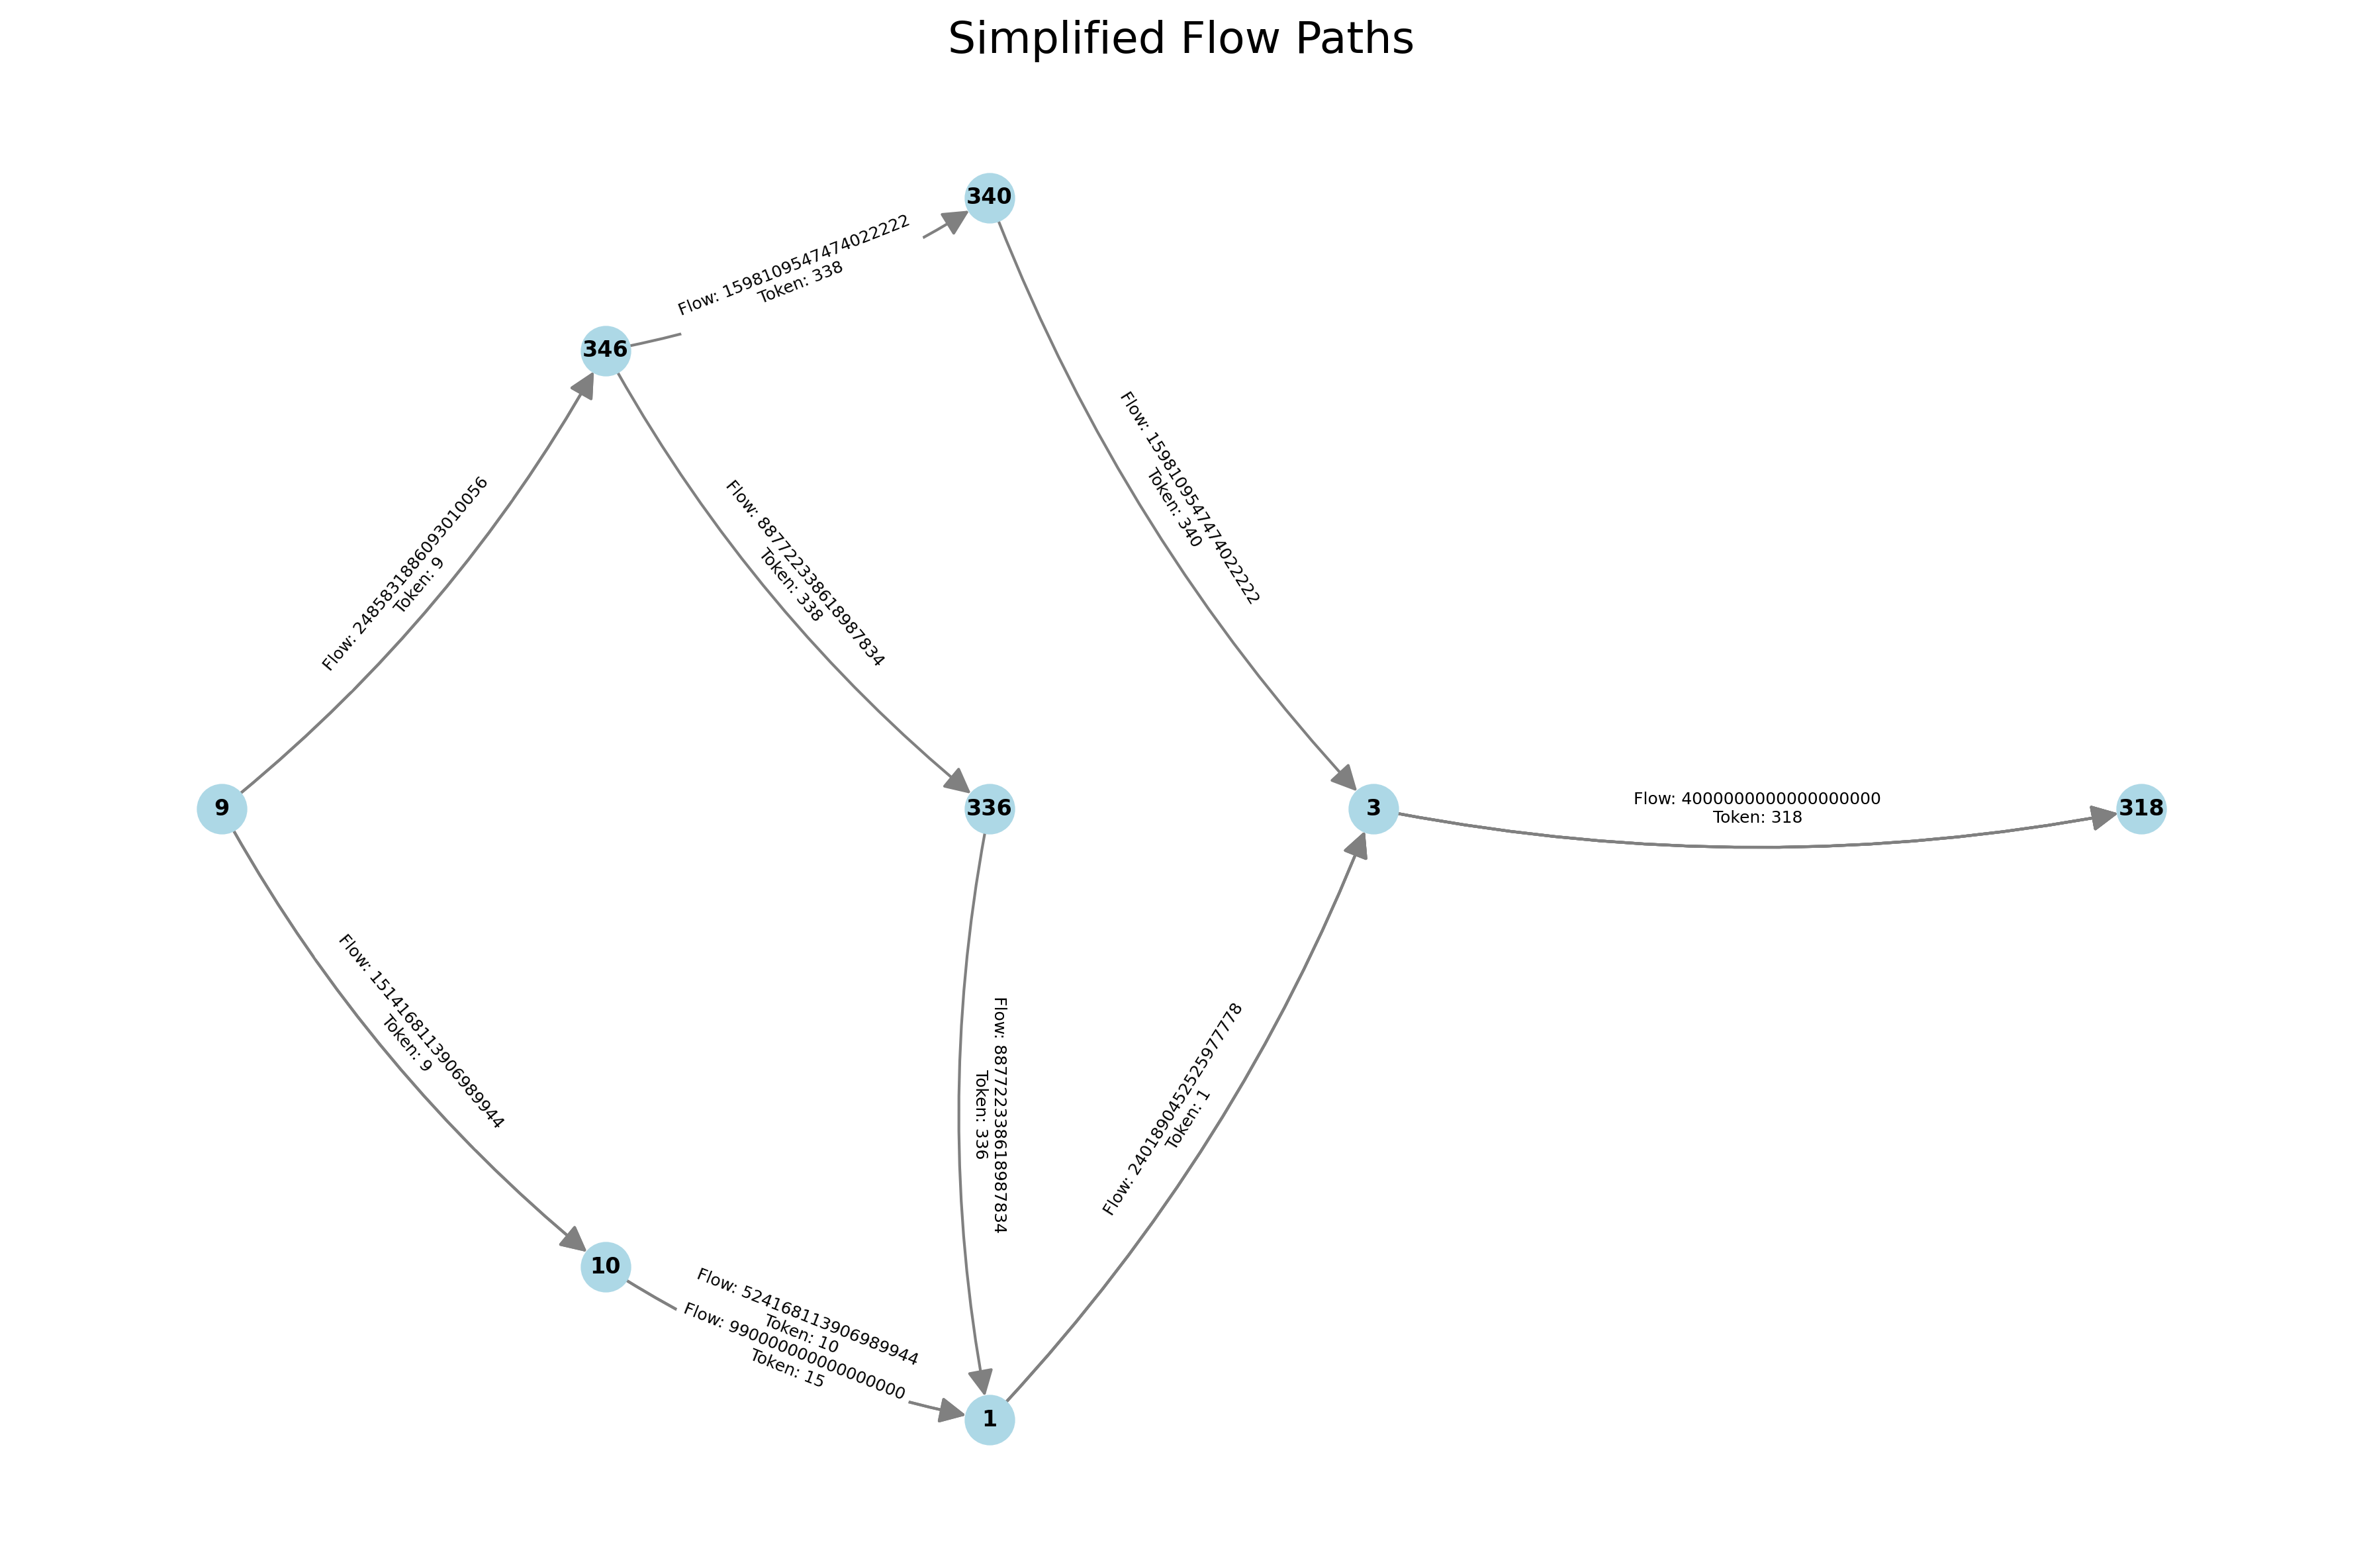 Simplified Flow Paths
340
Flow: 1598109547474022222
Token: 338
346
Flow: 1598109547474022222
Token: 340
Flow: 2485831886093010056
Token: 9
Flow: 887722338618987834
Token: 338
9
336
3
Flow: 4000000000000000000
Token: 318
318
Flow: 1514168113906989944
Token: 9
Flow: 887722338618987834
Token: 336
Flow: 2401890452525977778
Token: 1
10
Flow: 524168113906989944
Token: 10
Flow: 990000000000000000
Token: 15
1